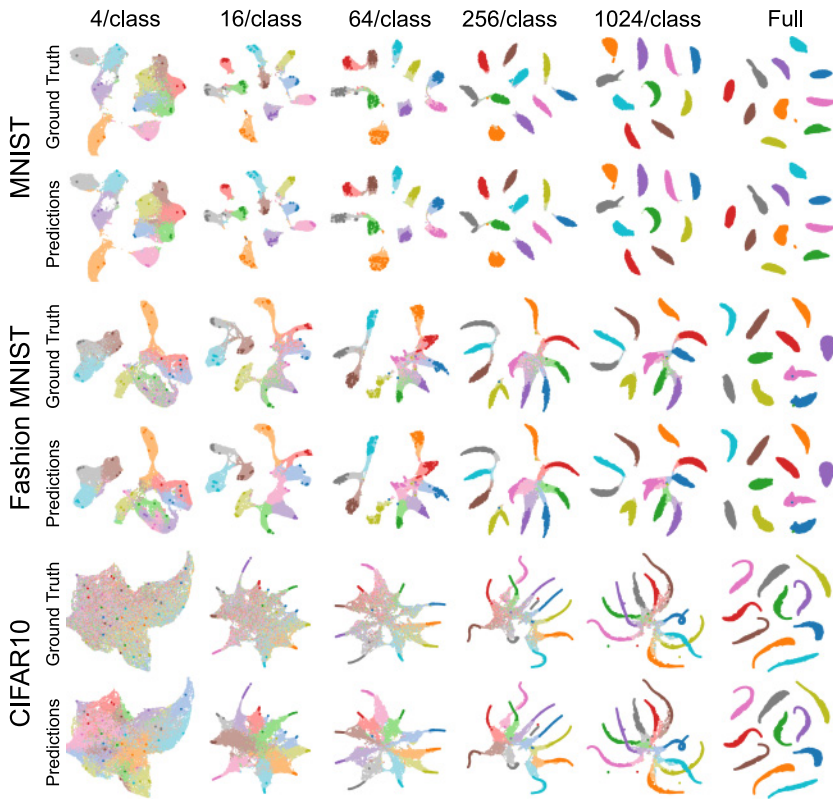 4/class 16/class 64/class 256/class 1024/class Full
MNIST
Ground Truth
Predictions
Fashion MNIST
Ground Truth
Predictions
CIFAR10
Ground Truth
Predictions